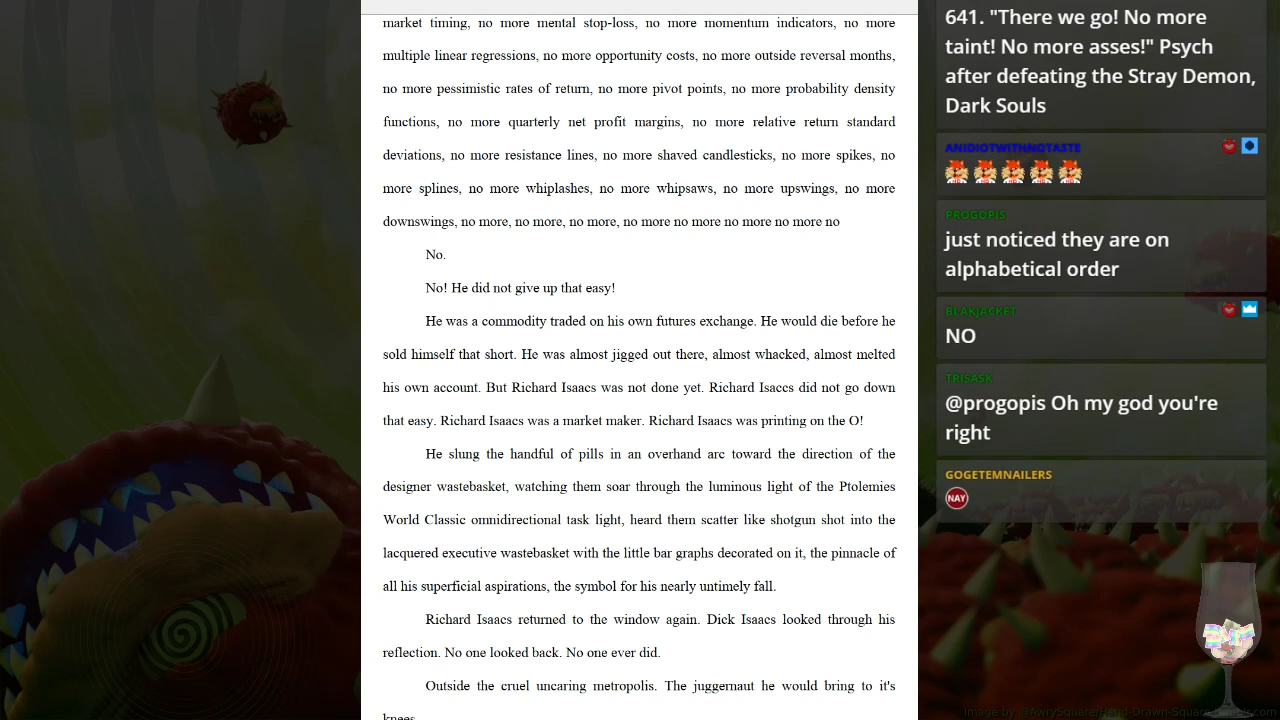 market timing, no more mental stop-loss, no more momentum indicators, no more
multiple linear regressions, no more opportunity costs, no more outside reversal months,
no more pessimistic rates of return, no more pivot points, no more probability density
functions, no more quarterly net profit margins, no more relative return standard
deviations, no more resistance lines, no more shaved candlesticks, no more spikes, no
more splines, no more whiplashes, no more whipsaws, no more upswings, no more
downswings, no more, no more, no more, no more no more no more no more no
No.
No! He did not give up that easy!
He was a commodity traded on his own futures exchange. He would die before he
sold himself that short. He was almost jigged out there, almost whacked, almost melted
his own account. But Richard Isaacs was not done yet. Richard Isaccs did not go down
that easy. Richard Isaacs was a market maker. Richard Isaacs was printing on the O!
He slung the handful of pills in an overhand arc toward the direction of the
designer wastebasket, watching them soar through the luminous light of the Ptolemies
World Classic omnidirectional task light, heard them scatter like shotgun shot into the
lacquered executive wastebasket with the little bar graphs decorated on it, the pinnacle of
all his superficial aspirations, the symbol for his nearly untimely fall.
Richard Isaacs returned to the window again. Dick Isaacs looked through his
reflection. No one looked back. No one ever did.
Outside the cruel uncaring metropolis. The juggernaut he would bring to it's
knees
641. "There we go! No more
taint! No more asses!" Psych
after defeating the Stray Demon,
Dark Souls
ANIDIOTWITHNOTASTE
PROGOPIS
just noticed they are on
alphabetical order
BLAKJACKET
NO
TRISASK
@progopis Oh my god you're
right
GOGETEMNAILERS
NAY